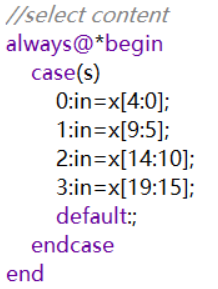 //select content
always@*begin
case(s)
0:in=x[4:0];
1:in=x[9:5];
2:in=x[14:10];
3:in=x[19:15];
default:;
endcase
end